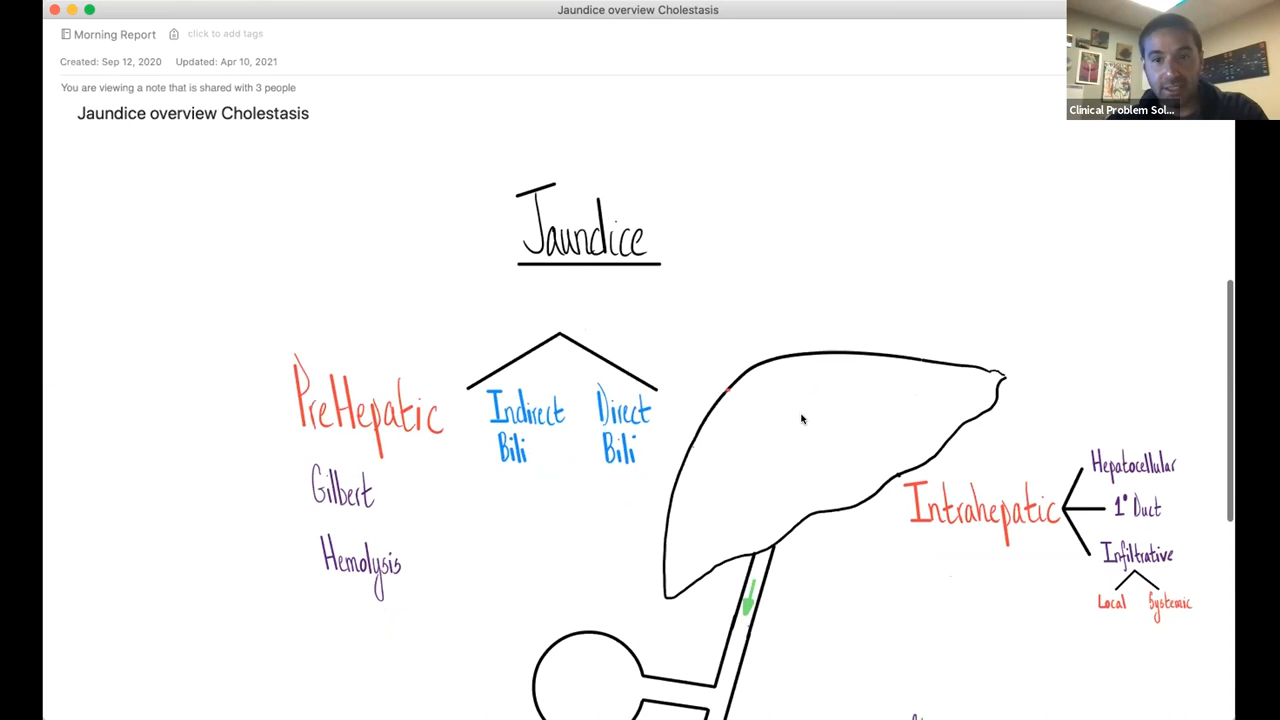 Jaundice overview Cholestasis
Morning Report
click to add tags
Created: Sep 12, 2020 Updated: Apr 10, 2021
You are viewing a note that is shared with 3 people
Jaundice overview Cholestasis
Clinical Problem Sol...
Jaundice
PreHepatic
Indirect
Bili
Direct
Bili
Gilbert
Hemolysis
Intrahepatic
Hepatocellular
1° Duct
Infiltrative
Local
Systemic